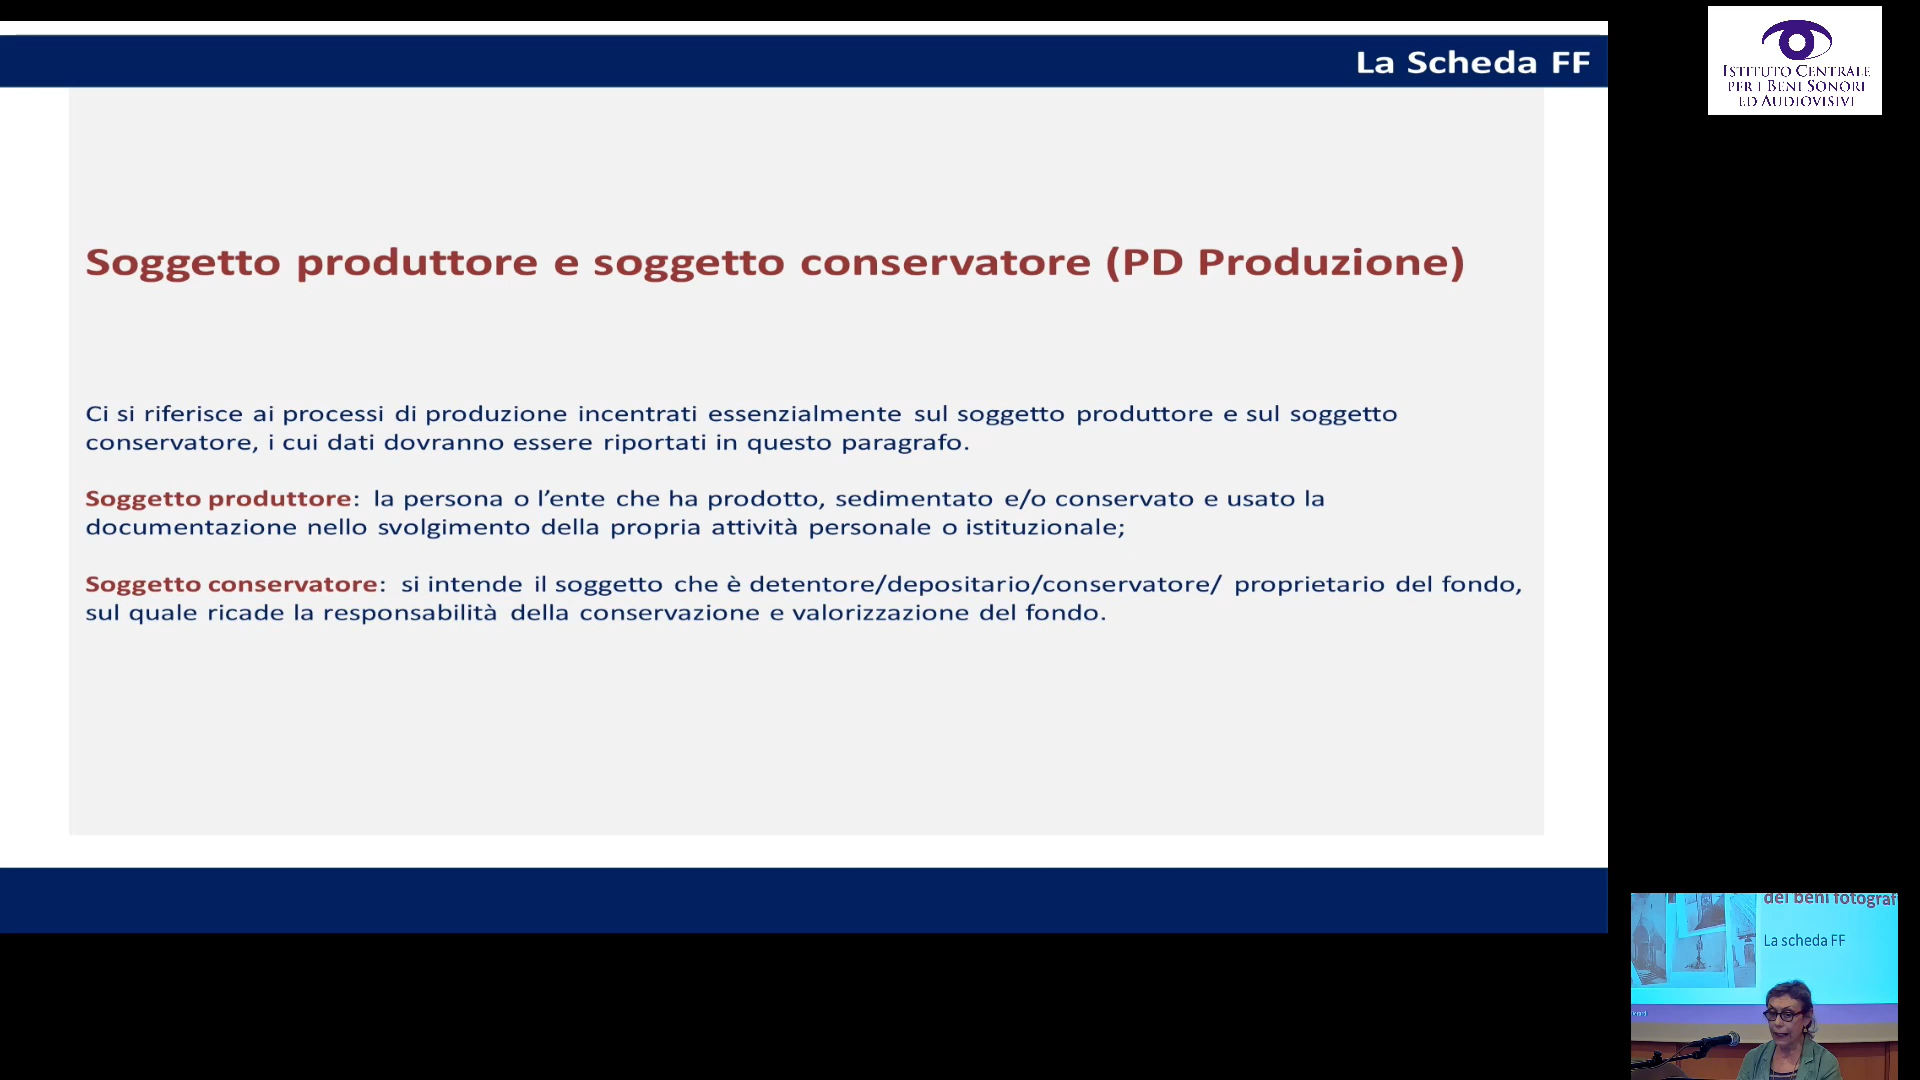 La Scheda FF
Soggetto produttore e soggetto conservatore (PD Produzione)
Ci si riferisce ai processi di produzione incentrati essenzialmente sul soggetto produttore e sul soggetto
conservatore, i cui dati dovranno essere riportati in questo paragrafo.
Soggetto produttore: la persona o l’ente che ha prodotto, sedimentato e/o conservato e usato la
documentazione nello svolgimento della propria attività personale o istituzionale;
Soggetto conservatore: si intende il soggetto che è detentore/depositario/conservatore/ proprietario del fondo,
sul quale ricade la responsabilità della conservazione e valorizzazione del fondo.
ISTITUTO CENTRALE
PER I BENI SONORI
ED AUDIOVISIVI
dei beni fotograf
La scheda FF